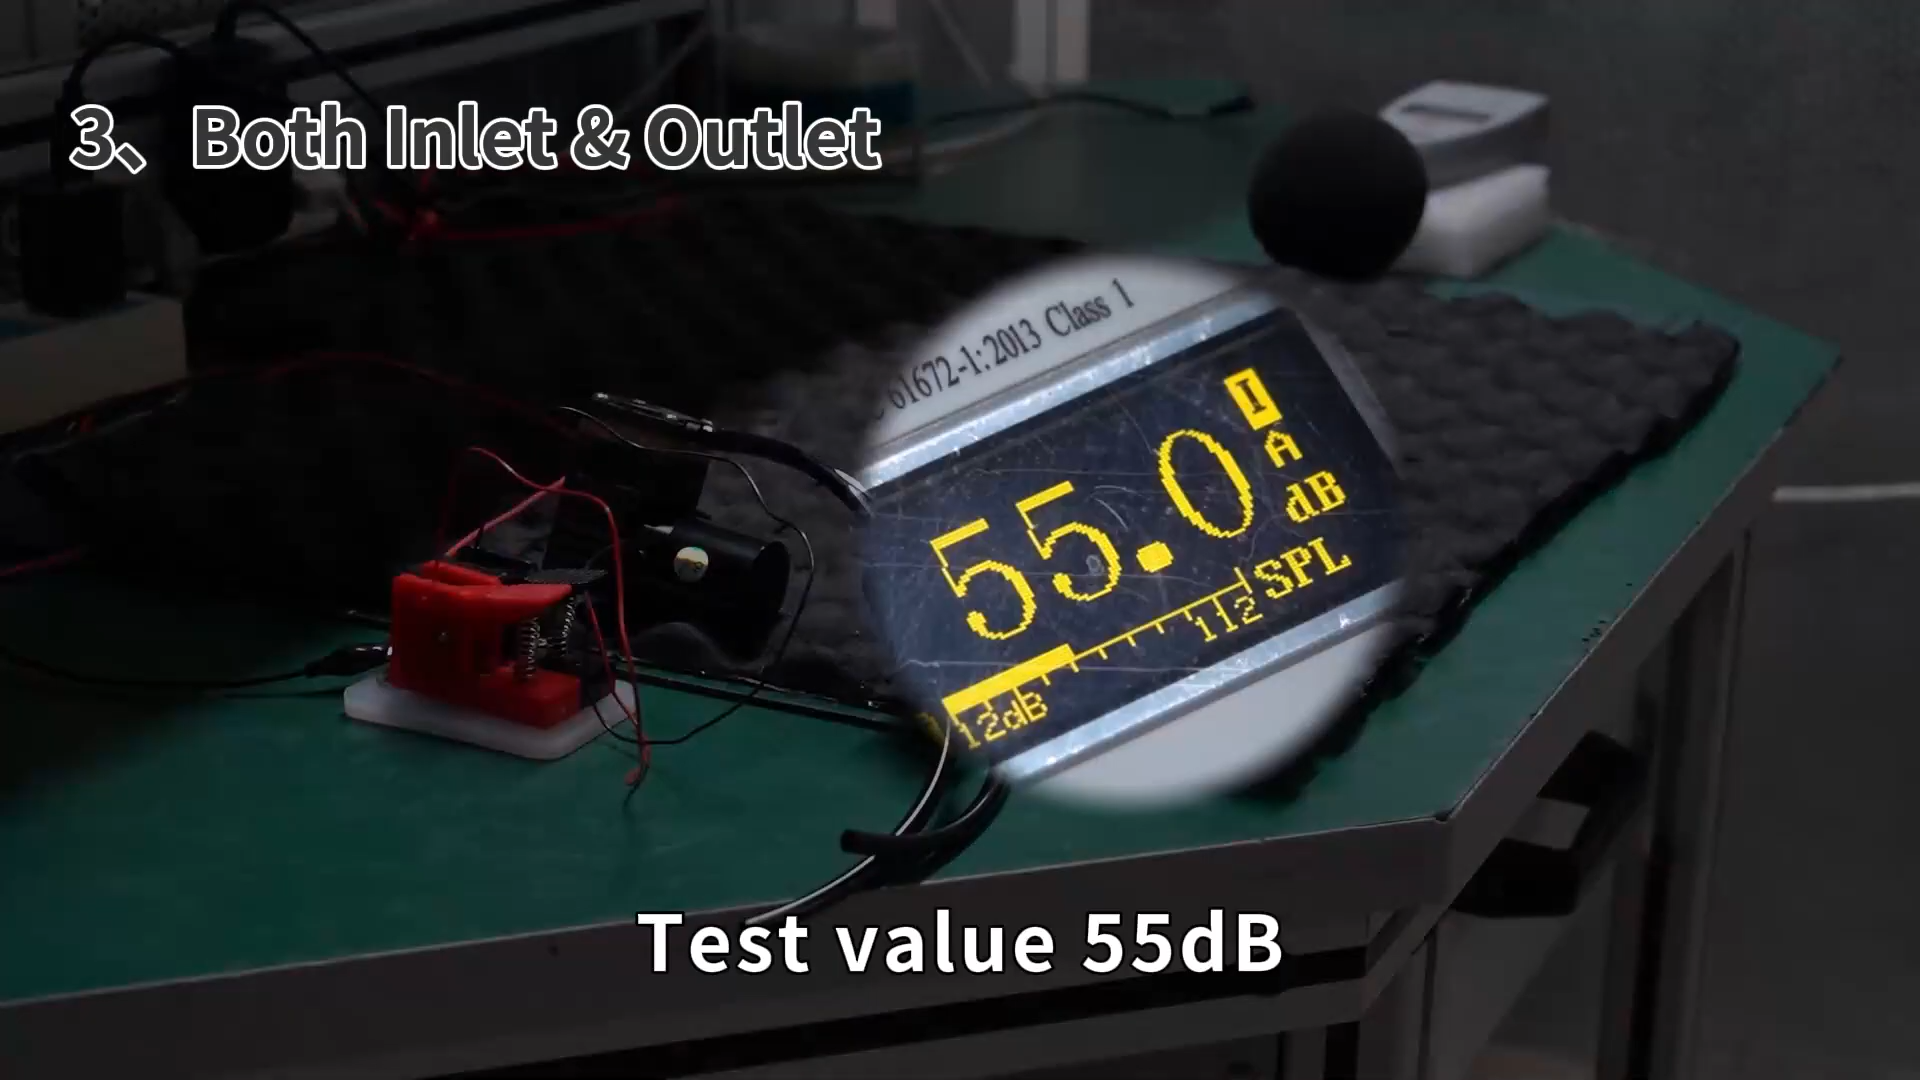 3、 Both Inlet & Outlet
61672-1:2013 Class 1
I
55.0 A
dB
SPL
112
12dB
Test value 55dB